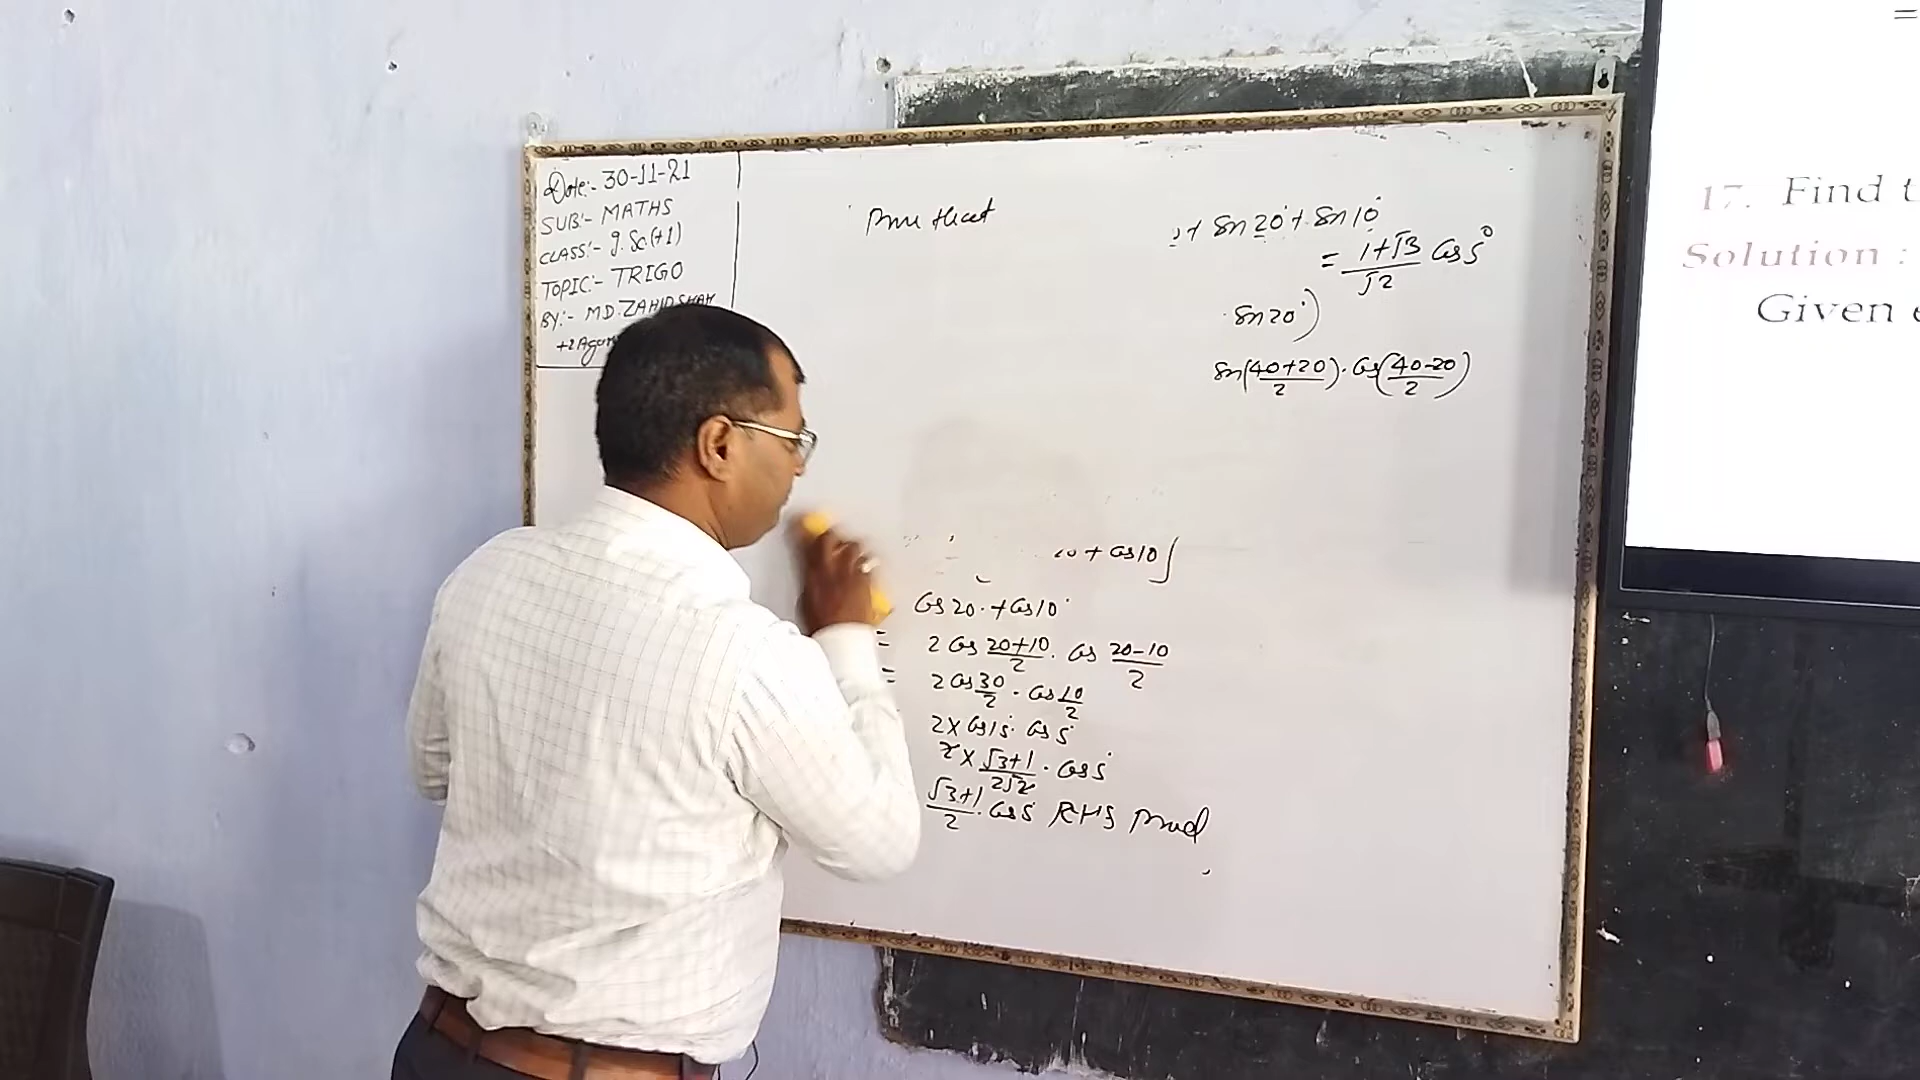 Date:- 30-11-21
SUB:- MATHS
CLASS:- I.Sc(+1)
TOPIC:- TRIGO
BY:- MD.ZAHID
+2
Prove that
+ Sin 20° + Sin 10°
= 1+√3/√2 Cos 5°
Sin 20°)
Sin(40+20/2) . Cos(40-20/2)
+ Cos 10]
Cos 20° + Cos 10°
= 2 Cos 20+10/2 . Cos 20-10/2
= 2 Cos 30/2 . Cos 10/2
2 x Cos 15° Cos 5°
2 x √3+1/2√2 . Cos 5°
√3+1/2 . Cos 5° RHS Proved
=
17. Find
Solution :
Given